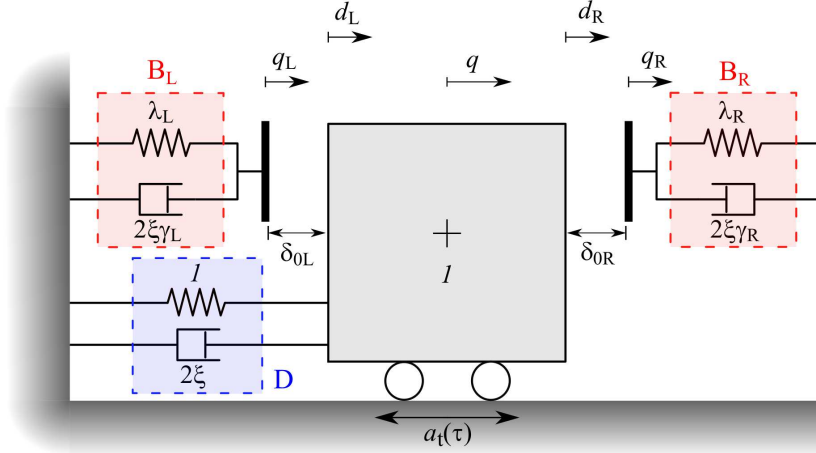 d_L d_R
q_L q q_R
B_L B_R
λ_L λ_R
2ξγ_L 2ξγ_R
δ_0L δ_0R
1
1
2ξ D
a_t(τ)